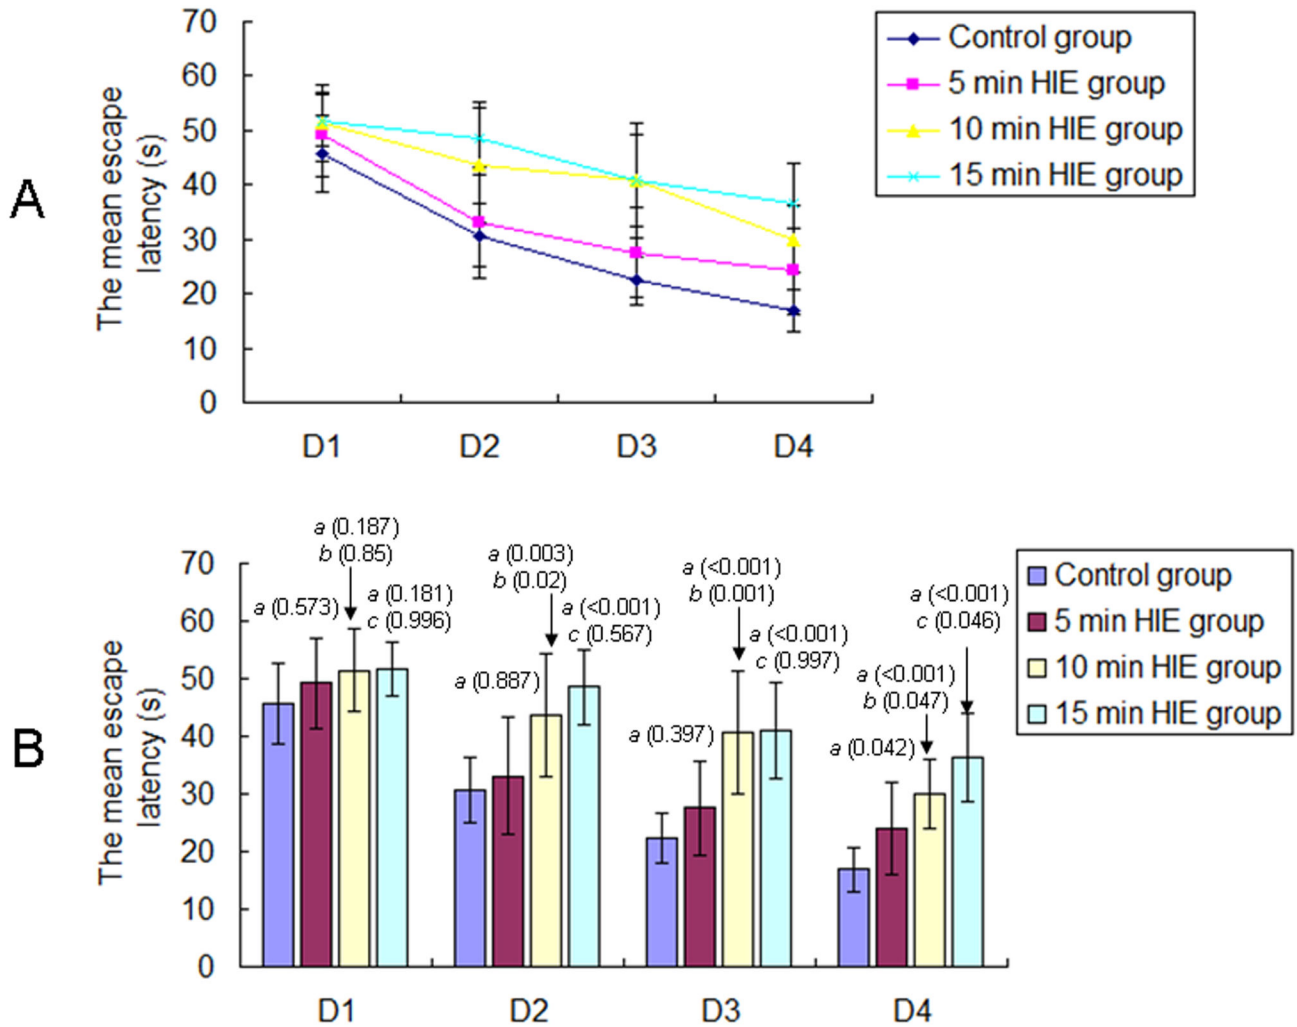 A
The mean escape
latency (s)
70
60
50
40
30
20
10
0
D1 D2 D3 D4
Control group
5 min HIE group
10 min HIE group
15 min HIE group
B
The mean escape
latency (s)
70
60
50
40
30
20
10
0
a (0.573)
a (0.187)
b (0.85)
a (0.181)
c (0.996)
a (0.887)
a (0.003)
b (0.02)
a (<0.001)
c (0.567)
a (0.397)
a (<0.001)
b (0.001)
a (<0.001)
c (0.997)
a (0.042)
a (<0.001)
b (0.047)
a (<0.001)
c (0.046)
D1 D2 D3 D4
Control group
5 min HIE group
10 min HIE group
15 min HIE group